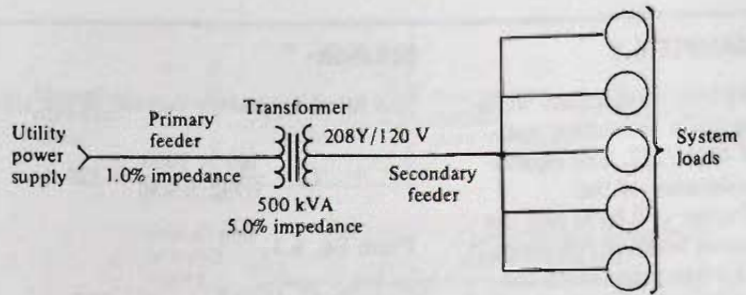 Utility
power
supply
Primary
feeder
1.0% impedance
Transformer
208Y/120 V
500 kVA
5.0% impedance
Secondary
feeder
System
loads